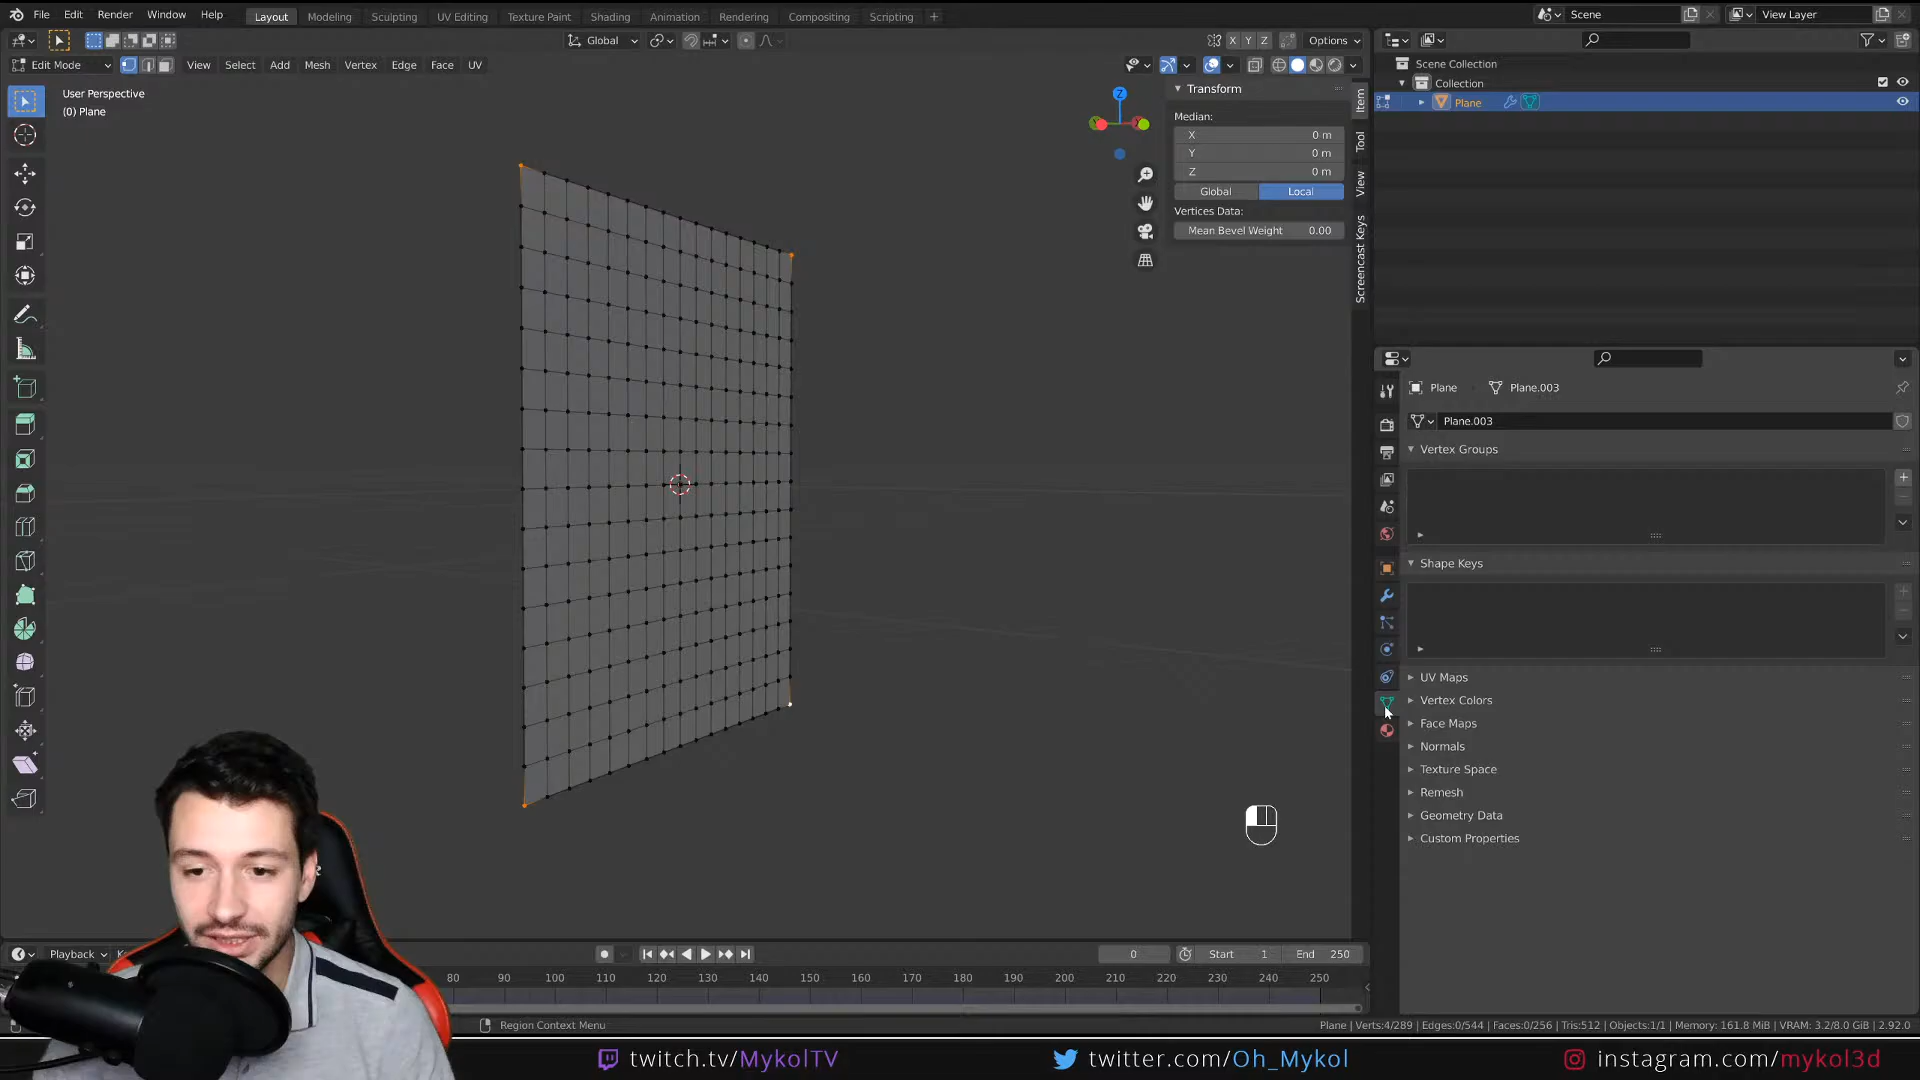 File Edit Render Window Help Layout Modeling Sculpting UV Editing Texture Paint Shading Animation Rendering Compositing Scripting + Scene View Layer
Global X Y Z Options
Edit Mode View Select Add Mesh Vertex Edge Face UV
User Perspective
(0) Plane
Z
Transform
Median:
X 0 m
Y 0 m
Z 0 m
Global Local
Vertices Data:
Mean Bevel Weight 0.00
Item
Tool
View
Screencast Keys
Scene Collection
Collection
Plane
Plane Plane.003
Plane.003
Vertex Groups
Shape Keys
UV Maps
Vertex Colors
Face Maps
Normals
Texture Space
Remesh
Geometry Data
Custom Properties
Playback 0 Start 1 End 250
80 90 100 110 120 130 140 150 160 170 180 190 200 210 220 230 240 250
Region Context Menu
Plane | Verts:4/289 | Edges:0/544 | Faces:0/256 | Tris:512 | Objects:1/1 | Memory: 161.8 MiB | VRAM: 3.2/8.0 GiB | 2.92.0
twitch.tv/MykolTV twitter.com/Oh_Mykol instagram.com/mykol3d